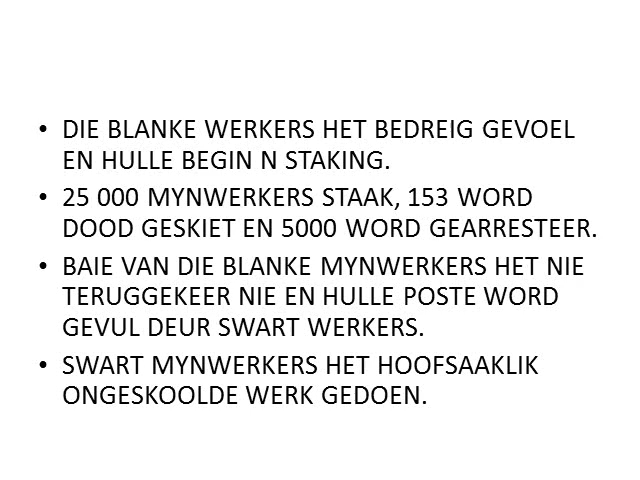 • DIE BLANKE WERKERS HET BEDREIG GEVOEL
EN HULLE BEGIN N STAKING.
• 25 000 MYNWERKERS STAAK, 153 WORD
DOOD GESKIET EN 5000 WORD GEARRESTEER.
• BAIE VAN DIE BLANKE MYNWERKERS HET NIE
TERUGGEKEER NIE EN HULLE POSTE WORD
GEVUL DEUR SWART WERKERS.
• SWART MYNWERKERS HET HOOFSAAKLIK
ONGESKOOLDE WERK GEDOEN.